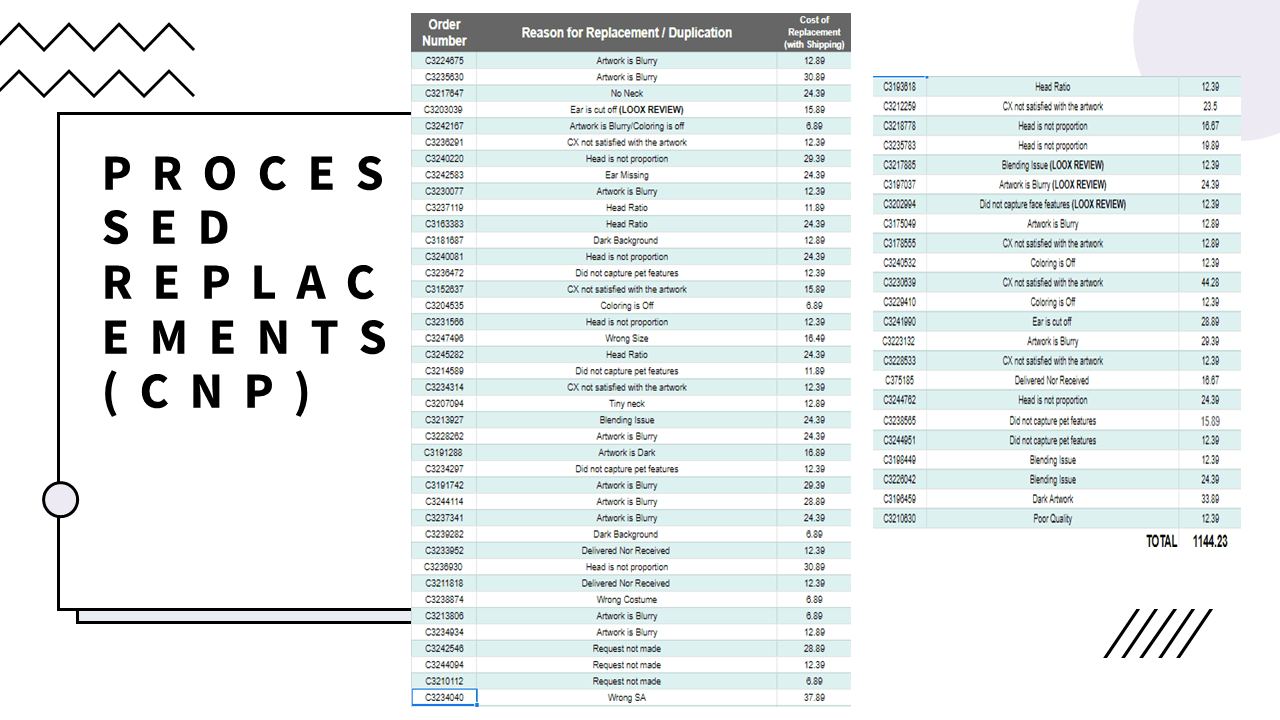 PROCES
SED
REPLAC
EMENTS
(CNP)
Order Number Reason for Replacement / Duplication Cost of Replacement (with Shipping)
C3224675 Artwork is Blurry 12.89
C3235630 Artwork is Blurry 30.89
C3217647 No Neck 24.39
C3203039 Ear is cut off (LOOX REVIEW) 15.89
C3242167 Artwork is Blurry/Coloring is off 6.89
C3236291 CX not satisfied with the artwork 12.39
C3240220 Head is not proportion 29.39
C3242583 Ear Missing 24.39
C3230077 Artwork is Blurry 12.39
C3237119 Head Ratio 11.89
C3163383 Head Ratio 24.39
C3181687 Dark Background 12.89
C3240081 Head is not proportion 24.39
C3236472 Did not capture pet features 12.39
C3152637 CX not satisfied with the artwork 15.89
C3204535 Coloring is Off 6.89
C3231566 Head is not proportion 12.39
C3247496 Wrong Size 16.49
C3245282 Head Ratio 24.39
C3214589 Did not capture pet features 11.89
C3234314 CX not satisfied with the artwork 12.39
C3207094 Tiny neck 12.89
C3213927 Blending Issue 24.39
C3228262 Artwork is Blurry 24.39
C3191288 Artwork is Dark 16.89
C3234297 Did not capture pet features 12.39
C3191742 Artwork is Blurry 29.39
C3244114 Artwork is Blurry 28.89
C3237341 Artwork is Blurry 24.39
C3239282 Dark Background 6.89
C3233952 Delivered Nor Received 12.39
C3236930 Head is not proportion 30.89
C3211818 Delivered Nor Received 12.39
C3238874 Wrong Costume 6.89
C3213806 Artwork is Blurry 6.89
C3234934 Artwork is Blurry 12.89
C3242546 Request not made 28.89
C3244094 Request not made 12.39
C3210112 Request not made 6.89
C3234040 Wrong SA 37.89
C3193618 Head Ratio 12.39
C3212259 CX not satisfied with the artwork 23.5
C3218778 Head is not proportion 16.67
C3235783 Head is not proportion 19.89
C3217885 Blending Issue (LOOX REVIEW) 12.39
C3197037 Artwork is Blurry (LOOX REVIEW) 24.39
C3202994 Did not capture face features (LOOX REVIEW) 12.39
C3175049 Artwork is Blurry 12.89
C3178555 CX not satisfied with the artwork 12.89
C3240532 Coloring is Off 12.39
C3230639 CX not satisfied with the artwork 44.28
C3229410 Coloring is Off 12.39
C3241990 Ear is cut off 28.89
C3223132 Artwork is Blurry 29.39
C3228533 CX not satisfied with the artwork 12.39
C375185 Delivered Nor Received 16.67
C3244762 Head is not proportion 24.39
C3238565 Did not capture pet features 15.89
C3244951 Did not capture pet features 12.39
C3198449 Blending Issue 12.39
C3226042 Blending Issue 24.39
C3196459 Dark Artwork 33.89
C3210630 Poor Quality 12.39
TOTAL 1144.23